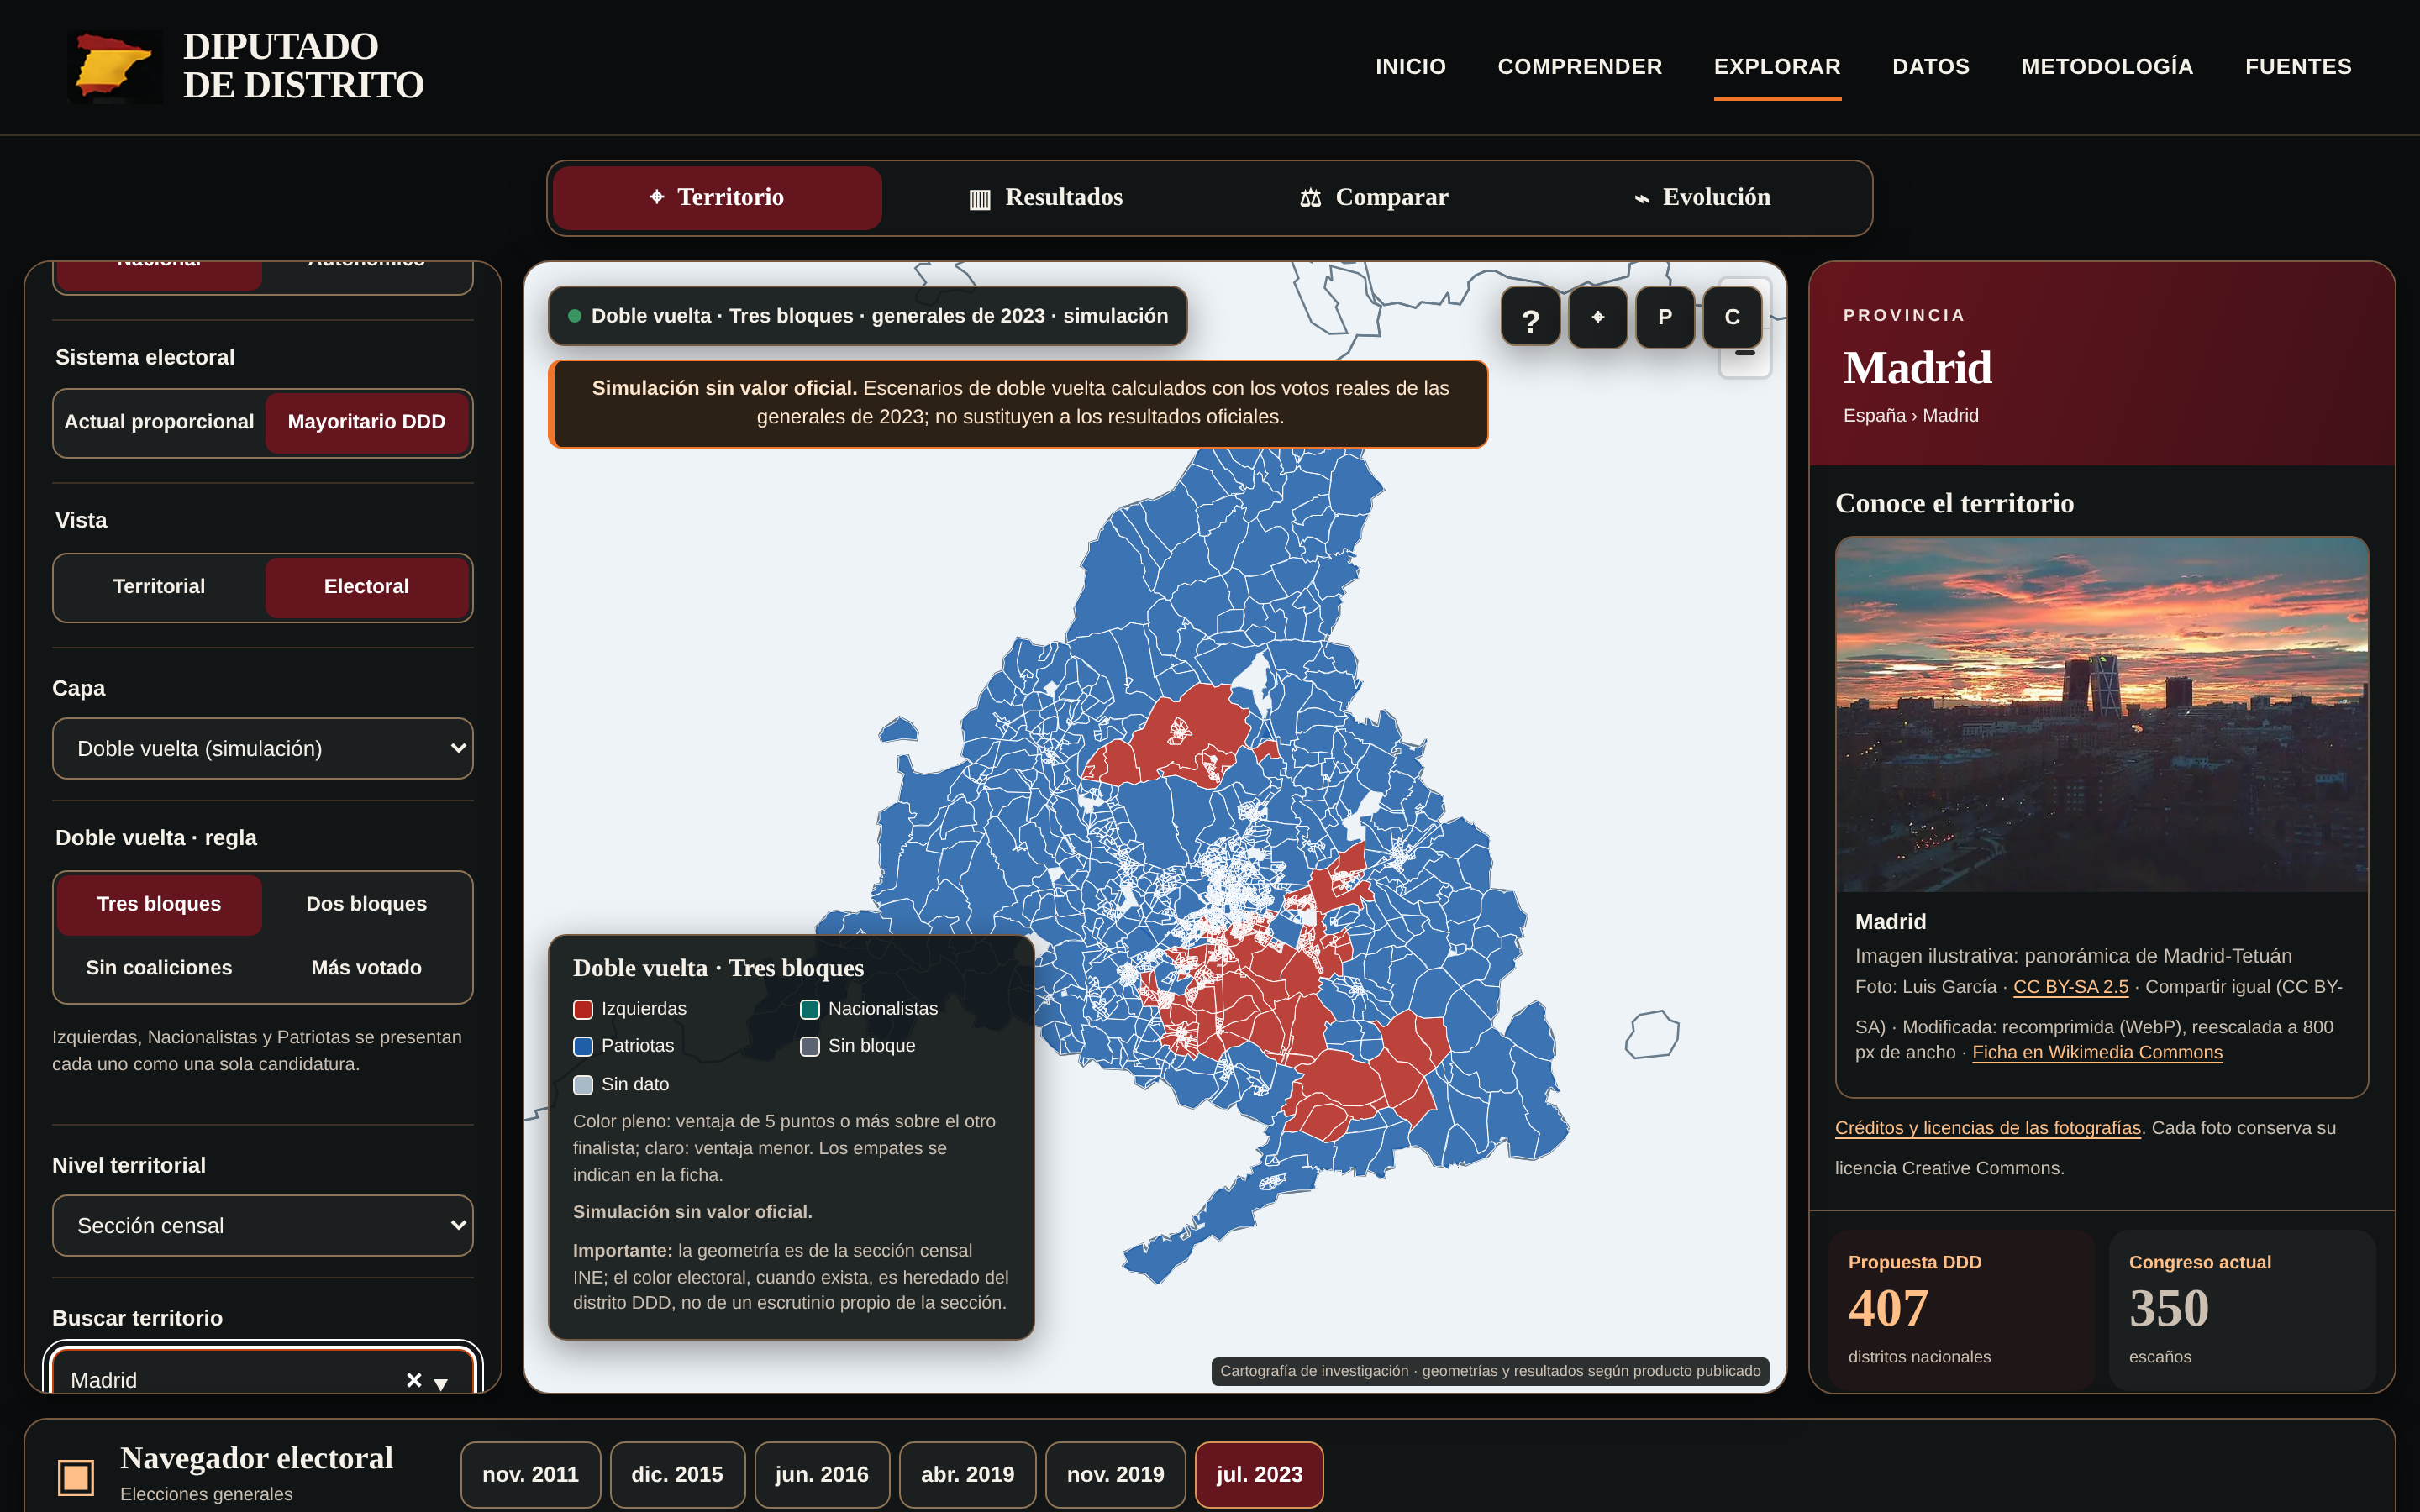 DIPUTADO
DE DISTRITO
INICIO
COMPRENDER
EXPLORAR
DATOS
METODOLOGÍA
FUENTES
Territorio
Resultados
Comparar
Evolución
Nacional
Autonómico
Sistema electoral
Actual proporcional
Mayoritario DDD
Vista
Territorial
Electoral
Capa
Doble vuelta (simulación)
Doble vuelta · regla
Tres bloques
Dos bloques
Sin coaliciones
Más votado
Izquierdas, Nacionalistas y Patriotas se presentan
cada uno como una sola candidatura.
Nivel territorial
Sección censal
Buscar territorio
Madrid
Doble vuelta · Tres bloques · generales de 2023 · simulación
?
P
C
Simulación sin valor oficial. Escenarios de doble vuelta calculados con los votos reales de las
generales de 2023; no sustituyen a los resultados oficiales.
Doble vuelta · Tres bloques
Izquierdas
Nacionalistas
Patriotas
Sin bloque
Sin dato
Color pleno: ventaja de 5 puntos o más sobre el otro
finalista; claro: ventaja menor. Los empates se
indican en la ficha.
Simulación sin valor oficial.
Importante: la geometría es de la sección censal
INE; el color electoral, cuando exista, es heredado del
distrito DDD, no de un escrutinio propio de la sección.
Cartografía de investigación · geometrías y resultados según producto publicado
PROVINCIA
Madrid
España › Madrid
Conoce el territorio
Madrid
Imagen ilustrativa: panorámica de Madrid-Tetuán
Foto: Luis García · CC BY-SA 2.5 · Compartir igual (CC BY-
SA) · Modificada: recomprimida (WebP), reescalada a 800
px de ancho · Ficha en Wikimedia Commons
Créditos y licencias de las fotografías. Cada foto conserva su
licencia Creative Commons.
Propuesta DDD
407
distritos nacionales
Congreso actual
350
escaños
Navegador electoral
Elecciones generales
nov. 2011
dic. 2015
jun. 2016
abr. 2019
nov. 2019
jul. 2023